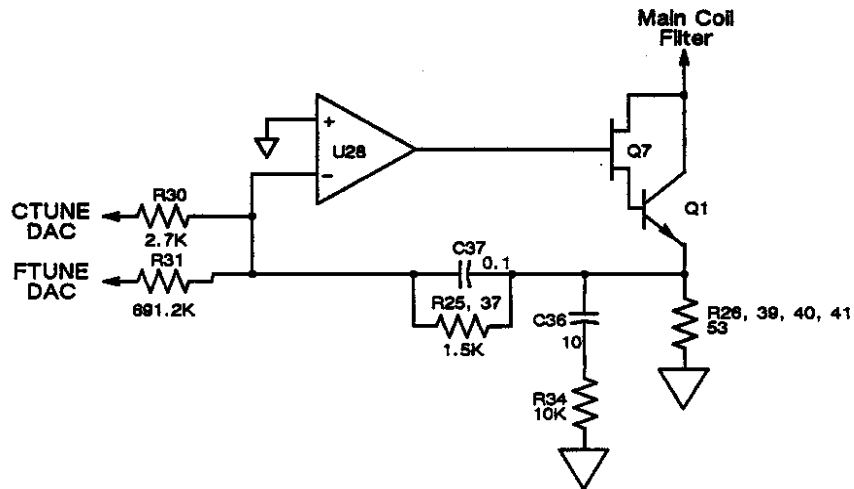 Main Coil
Filter
+
U28
−
Q7
Q1
R30
CTUNE
DAC
2.7K
R31
FTUNE
DAC
691.2K
C37
0.1
R25, 37
1.5K
C36
10
R26, 39, 40, 41
53
R34
10K